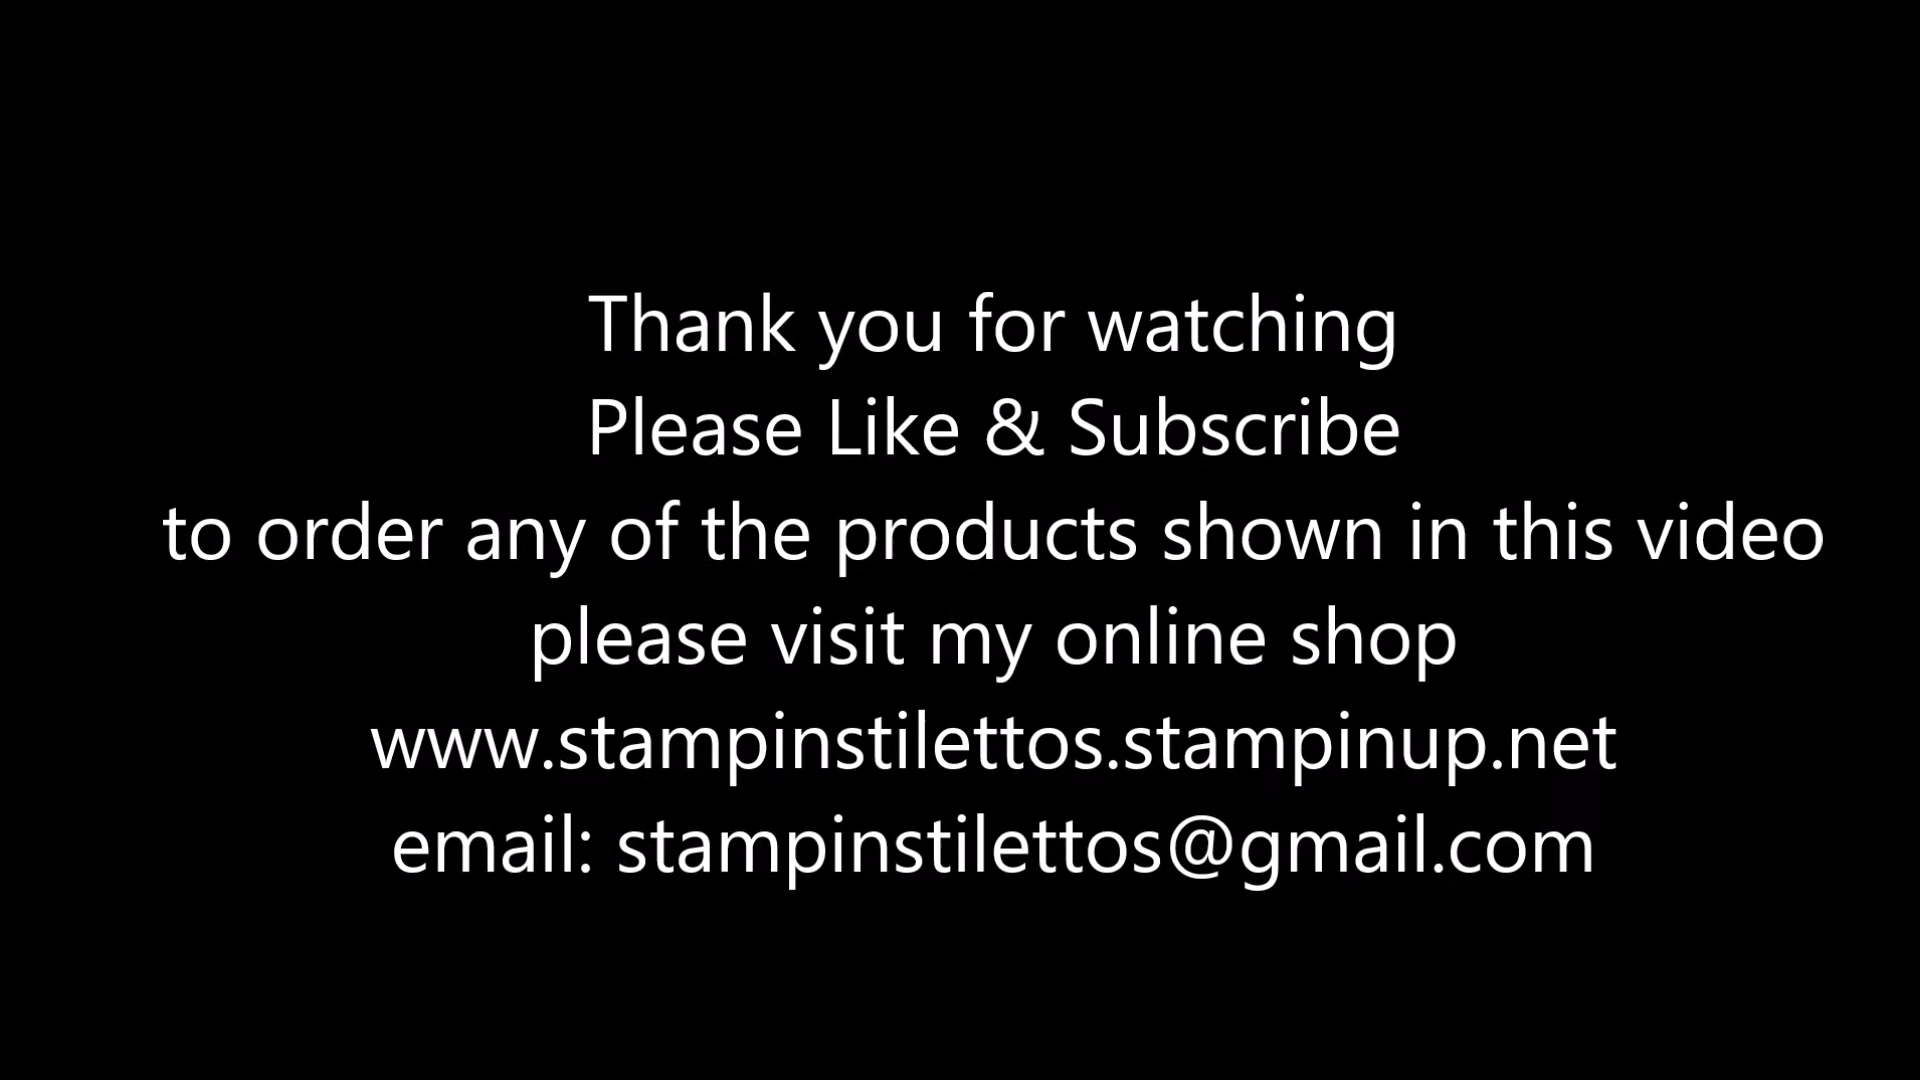 Thank you for watching
Please Like & Subscribe
to order any of the products shown in this video
please visit my online shop
www.stampinstilettos.stampinup.net
email: stampinstilettos@gmail.com